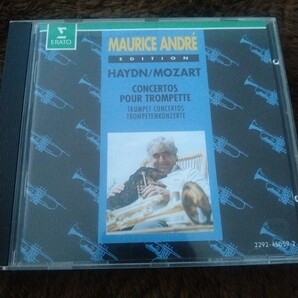 ERATO
MAURICE ANDRÉ
EDITION
HAYDN/MOZART
CONCERTOS
POUR TROMPETTE
TRUMPET CONCERTOS
TROMPETENKONZERTE